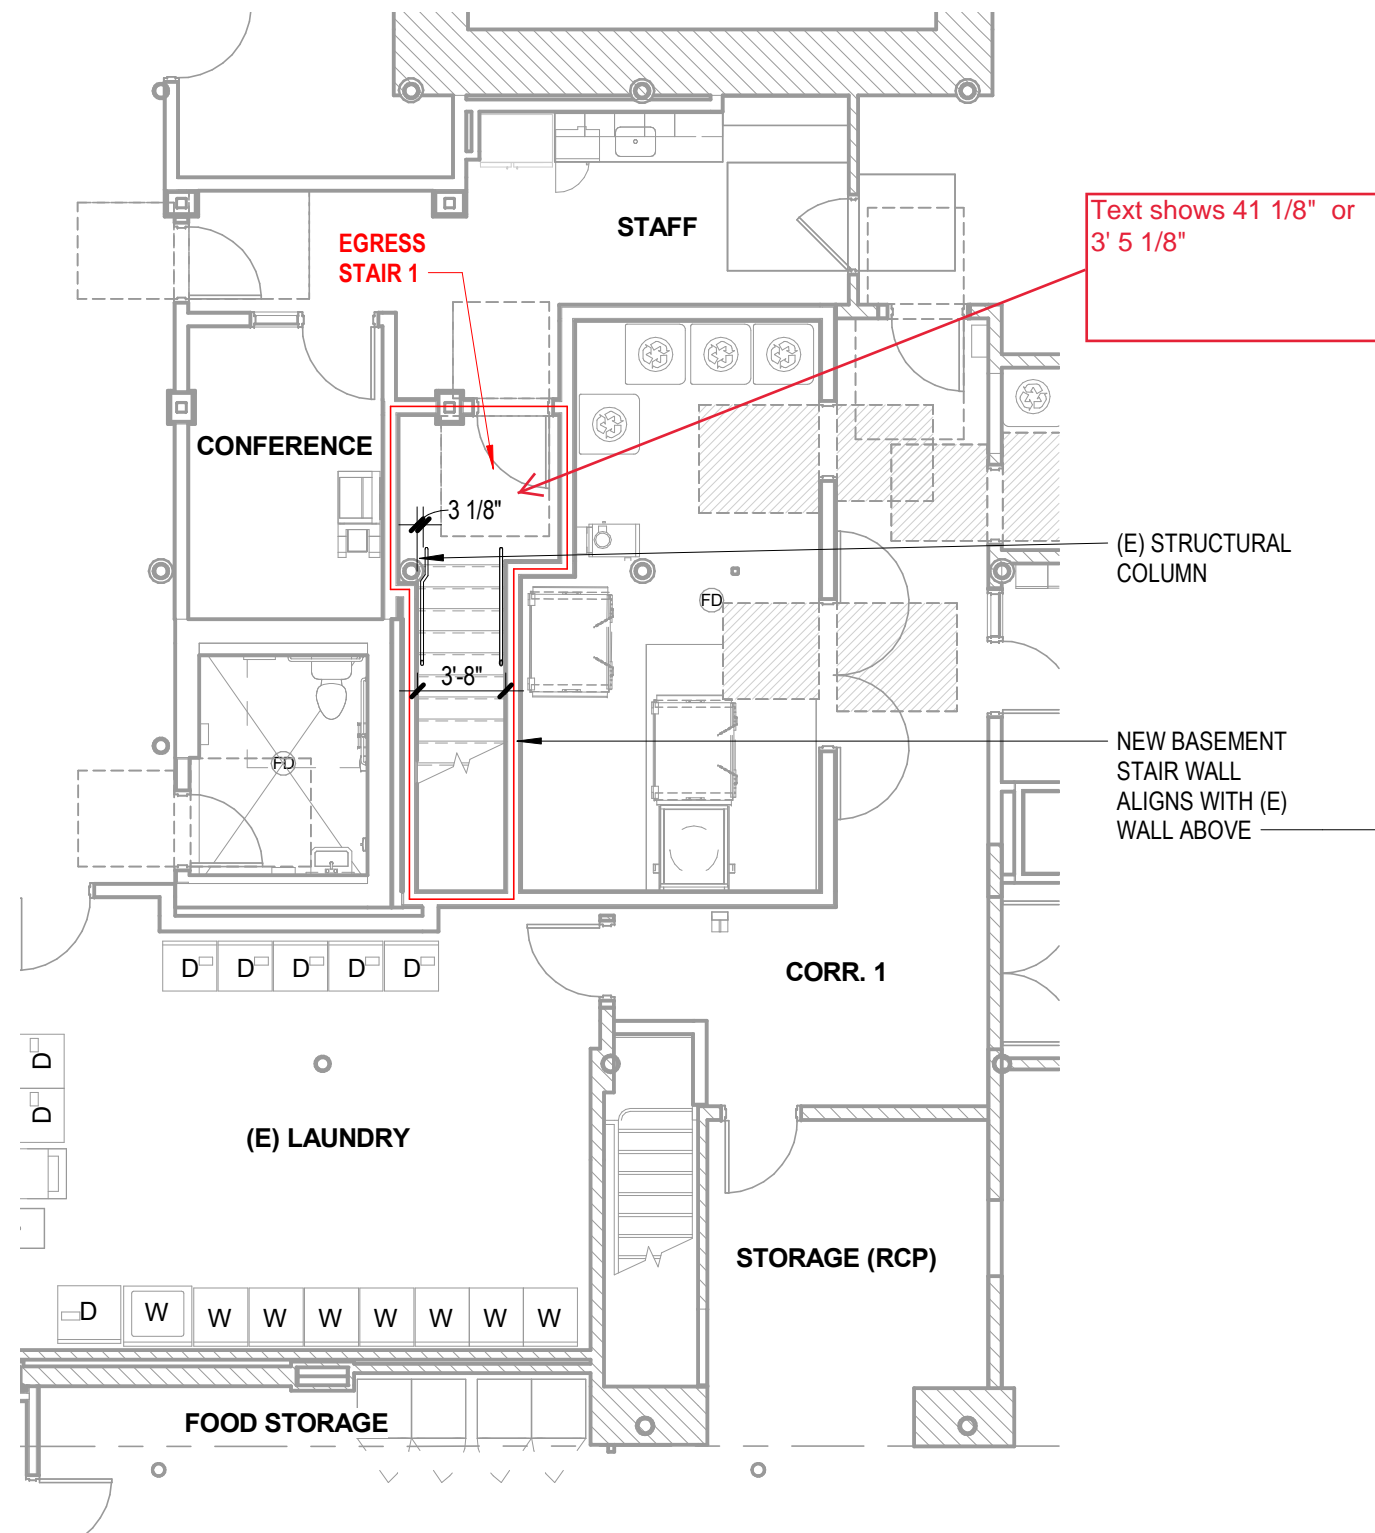 STAFF
Text shows 41 1/8" or
3' 5 1/8"
EGRESS
STAIR 1
CONFERENCE
3 1/8"
(E) STRUCTURAL
COLUMN
FD
3'-8"
FD
NEW BASEMENT
STAIR WALL
ALIGNS WITH (E)
WALL ABOVE
D D D D D
CORR. 1
D
D
(E) LAUNDRY
STORAGE (RCP)
D W W W W W W W W
FOOD STORAGE